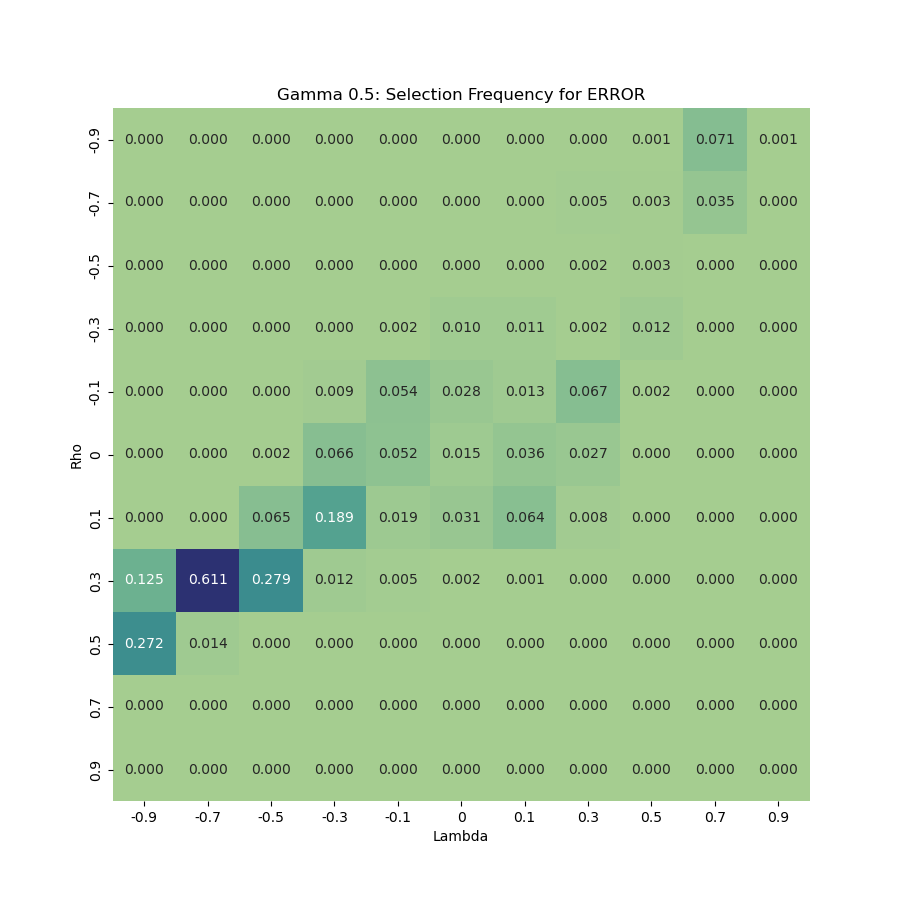 Gamma 0.5: Selection Frequency for ERROR
-0.9 0.000 0.000 0.000 0.000 0.000 0.000 0.000 0.000 0.001 0.071 0.001
-0.7 0.000 0.000 0.000 0.000 0.000 0.000 0.000 0.005 0.003 0.035 0.000
-0.5 0.000 0.000 0.000 0.000 0.000 0.000 0.000 0.002 0.003 0.000 0.000
-0.3 0.000 0.000 0.000 0.000 0.002 0.010 0.011 0.002 0.012 0.000 0.000
-0.1 0.000 0.000 0.000 0.009 0.054 0.028 0.013 0.067 0.002 0.000 0.000
Rho
0 0.000 0.000 0.002 0.066 0.052 0.015 0.036 0.027 0.000 0.000 0.000
0.1 0.000 0.000 0.065 0.189 0.019 0.031 0.064 0.008 0.000 0.000 0.000
0.3 0.125 0.611 0.279 0.012 0.005 0.002 0.001 0.000 0.000 0.000 0.000
0.5 0.272 0.014 0.000 0.000 0.000 0.000 0.000 0.000 0.000 0.000 0.000
0.7 0.000 0.000 0.000 0.000 0.000 0.000 0.000 0.000 0.000 0.000 0.000
0.9 0.000 0.000 0.000 0.000 0.000 0.000 0.000 0.000 0.000 0.000 0.000
-0.9 -0.7 -0.5 -0.3 -0.1 0 0.1 0.3 0.5 0.7 0.9
Lambda